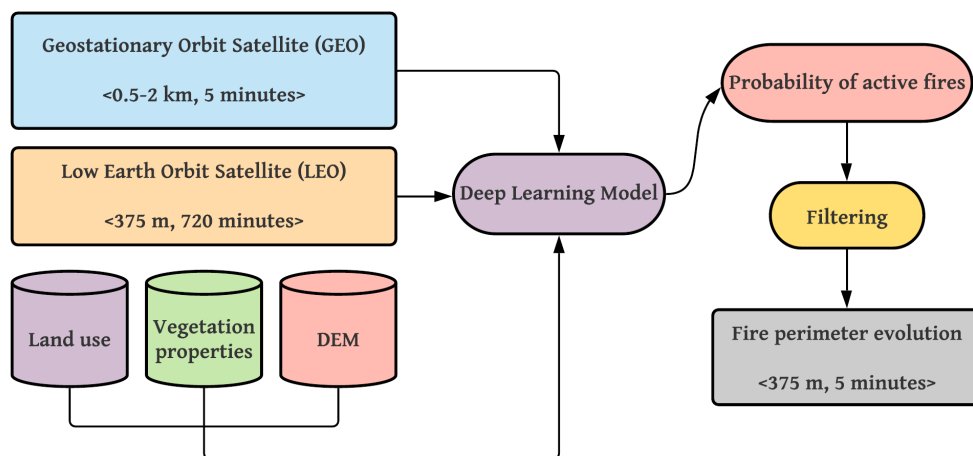 Geostationary Orbit Satellite (GEO)
<0.5-2 km, 5 minutes>
Low Earth Orbit Satellite (LEO)
<375 m, 720 minutes>
Land use
Vegetation
properties
DEM
Deep Learning Model
Probability of active fires
Filtering
Fire perimeter evolution
<375 m, 5 minutes>